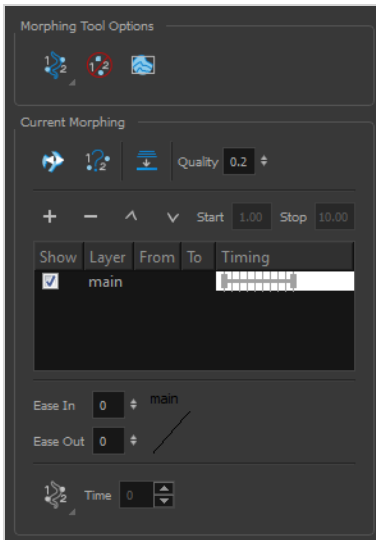 Morphing Tool Options
Current Morphing
Quality 0.2
Start 1.00 Stop 10.00
Show Layer From To Timing
main
Ease In 0 main
Ease Out 0
Time 0